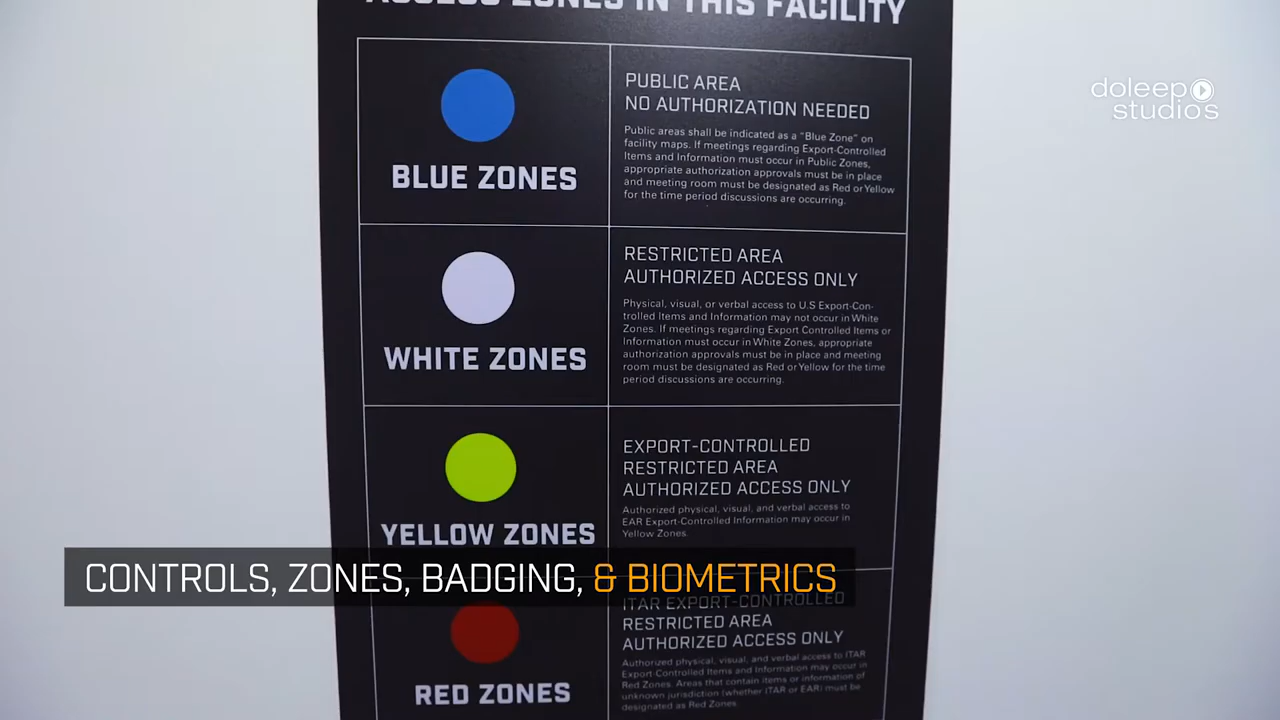 ACCESS ZONES IN THIS FACILITY
doleep
studios
BLUE ZONES
PUBLIC AREA
NO AUTHORIZATION NEEDED
Public areas shall be indicated as a "Blue Zone" on
facility maps. If meetings regarding Export-Controlled
Items and Information must occur in Public Zones,
appropriate authorization approvals must be in place
and meeting room must be designated as Red or Yellow
for the time period discussions are occurring.
WHITE ZONES
RESTRICTED AREA
AUTHORIZED ACCESS ONLY
Physical, visual, or verbal access to U.S Export-Con-
trolled Items and Information may not occur in White
Zones. If meetings regarding Export Controlled Items or
Information must occur in White Zones, appropriate
authorization approvals must be in place and meeting
room must be designated as Red or Yellow for the time
period discussions are occurring.
YELLOW ZONES
EXPORT-CONTROLLED
RESTRICTED AREA
AUTHORIZED ACCESS ONLY
Authorized physical, visual, and verbal access to
EAR Export-Controlled Information may occur in
Yellow Zones.
CONTROLS, ZONES, BADGING, & BIOMETRICS
RED ZONES
ITAR EXPORT-CONTROLLED
RESTRICTED AREA
AUTHORIZED ACCESS ONLY
Authorized physical, visual, and verbal access to ITAR
Export-Controlled Items and Information may occur in
Red Zones. Areas that contain items or information of
unknown jurisdiction (whether ITAR or EAR) must be
designated as Red Zones.